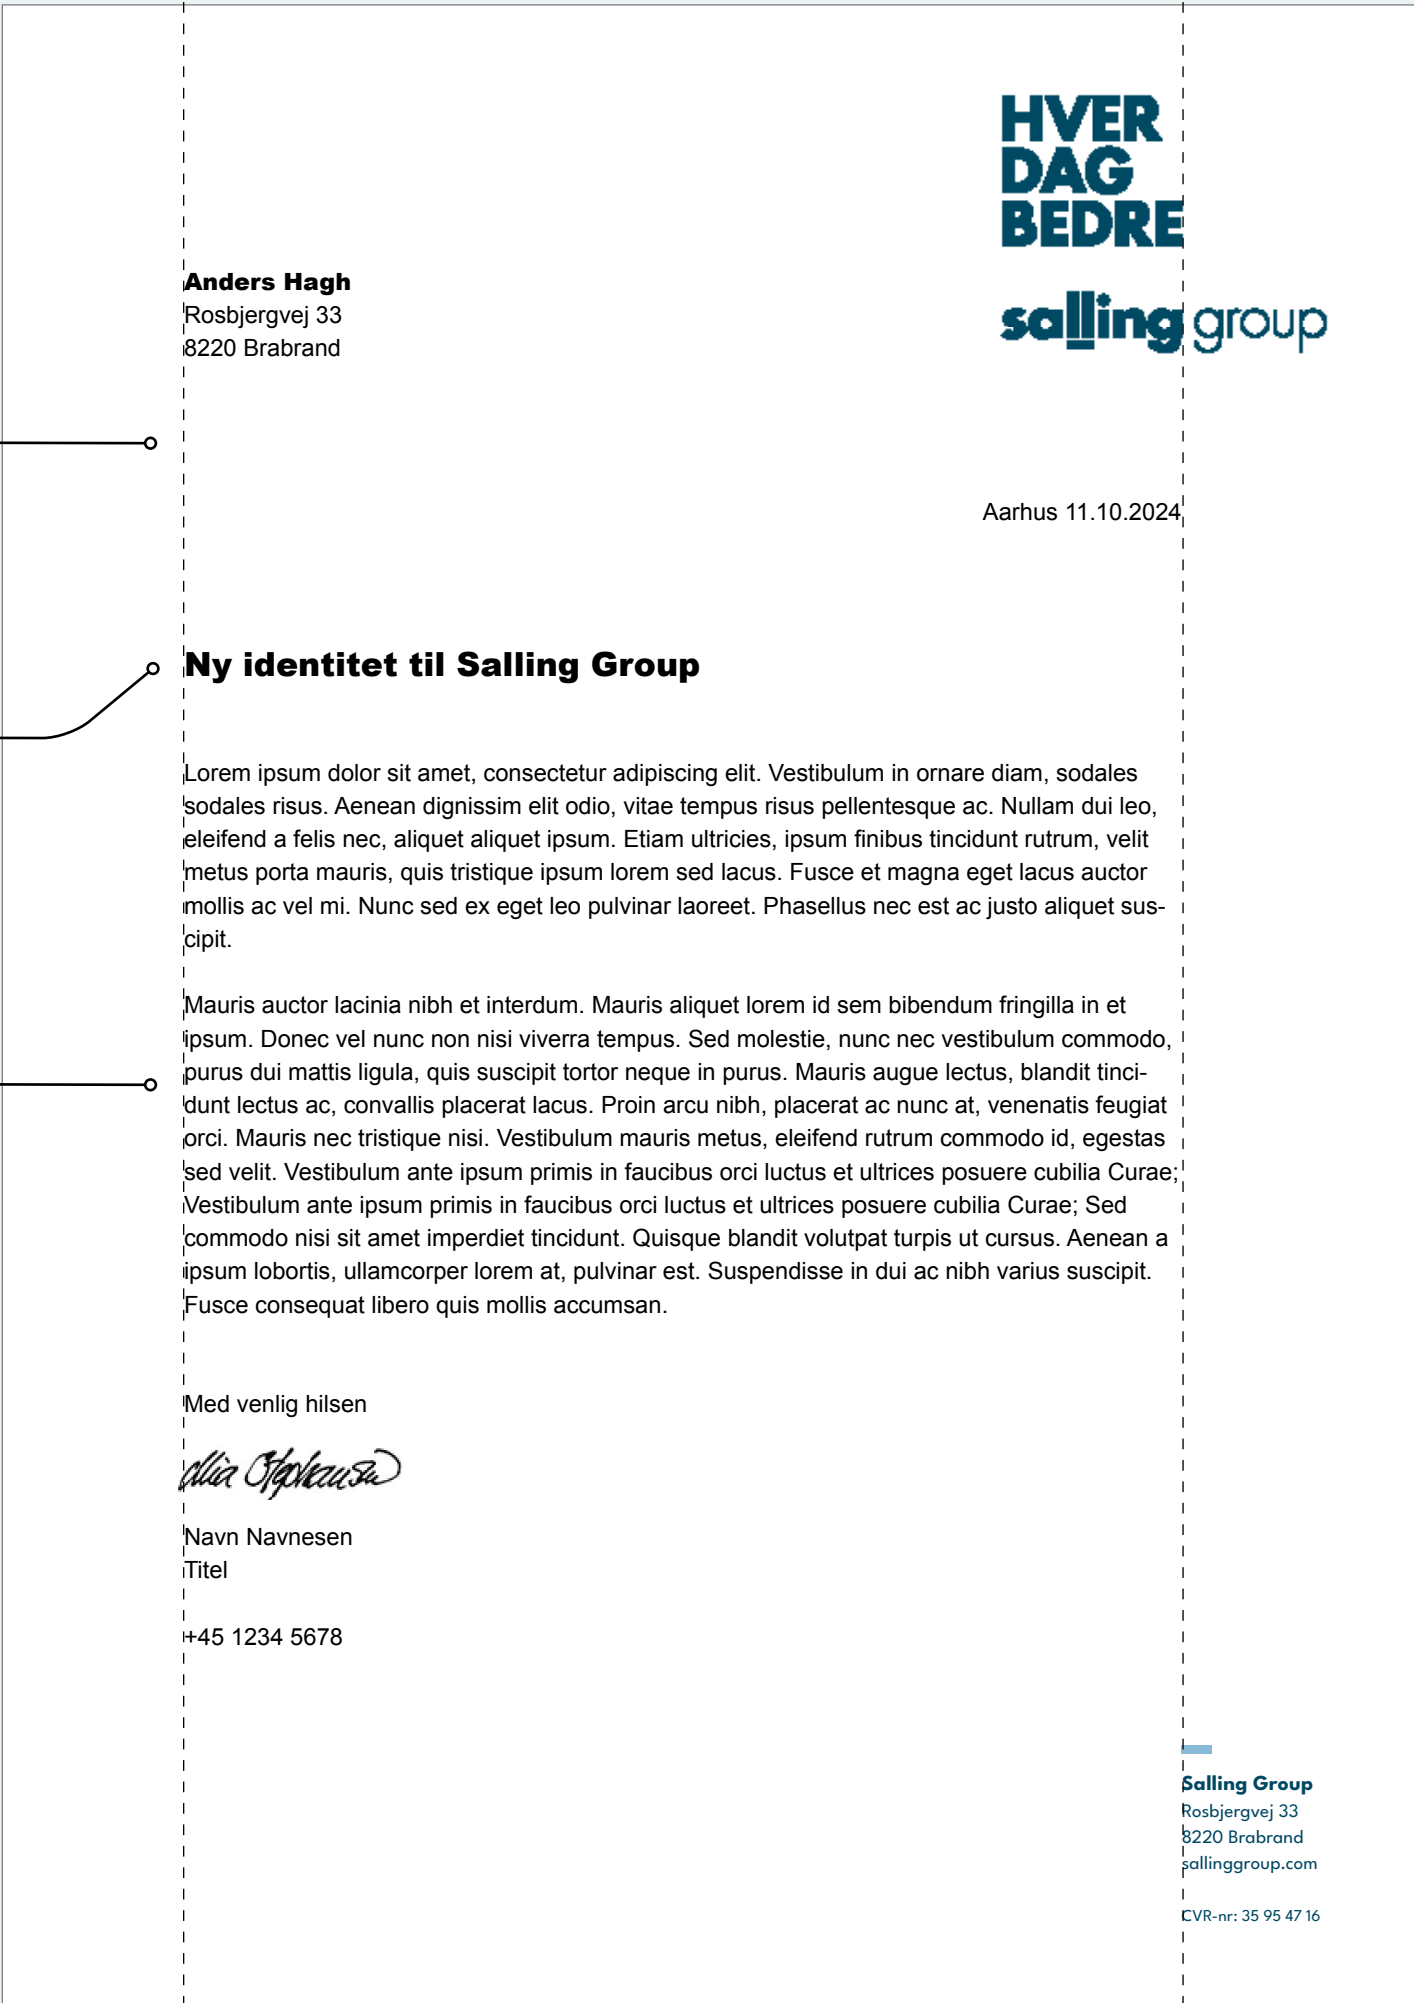 HVER
DAG
BEDRE
salling group
Anders Hagh
Rosbjergvej 33
8220 Brabrand
Aarhus 11.10.2024
Ny identitet til Salling Group
Lorem ipsum dolor sit amet, consectetur adipiscing elit. Vestibulum in ornare diam, sodales
sodales risus. Aenean dignissim elit odio, vitae tempus risus pellentesque ac. Nullam dui leo,
eleifend a felis nec, aliquet aliquet ipsum. Etiam ultricies, ipsum finibus tincidunt rutrum, velit
metus porta mauris, quis tristique ipsum lorem sed lacus. Fusce et magna eget lacus auctor
mollis ac vel mi. Nunc sed ex eget leo pulvinar laoreet. Phasellus nec est ac justo aliquet sus-
cipit.
Mauris auctor lacinia nibh et interdum. Mauris aliquet lorem id sem bibendum fringilla in et
ipsum. Donec vel nunc non nisi viverra tempus. Sed molestie, nunc nec vestibulum commodo,
purus dui mattis ligula, quis suscipit tortor neque in purus. Mauris augue lectus, blandit tinci-
dunt lectus ac, convallis placerat lacus. Proin arcu nibh, placerat ac nunc at, venenatis feugiat
orci. Mauris nec tristique nisi. Vestibulum mauris metus, eleifend rutrum commodo id, egestas
sed velit. Vestibulum ante ipsum primis in faucibus orci luctus et ultrices posuere cubilia Curae;
Vestibulum ante ipsum primis in faucibus orci luctus et ultrices posuere cubilia Curae; Sed
commodo nisi sit amet imperdiet tincidunt. Quisque blandit volutpat turpis ut cursus. Aenean a
ipsum lobortis, ullamcorper lorem at, pulvinar est. Suspendisse in dui ac nibh varius suscipit.
Fusce consequat libero quis mollis accumsan.
Med venlig hilsen
Navn Navnesen
Titel
+45 1234 5678
Salling Group
Rosbjergvej 33
8220 Brabrand
sallinggroup.com
CVR-nr: 35 95 47 16